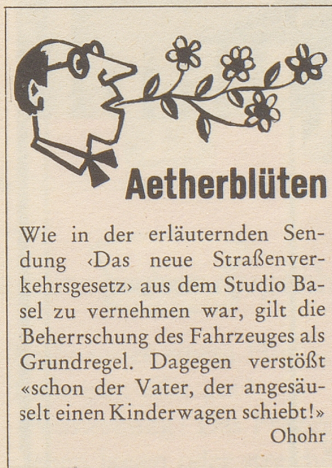 Aetherblüten
Wie in der erläuternden Sen-
dung ‹Das neue Straßenver-
kehrsgesetz› aus dem Studio Ba-
sel zu vernehmen war, gilt die
Beherrschung des Fahrzeuges als
Grundregel. Dagegen verstößt
«schon der Vater, der angesäu-
selt einen Kinderwagen schiebt!»
Ohohr